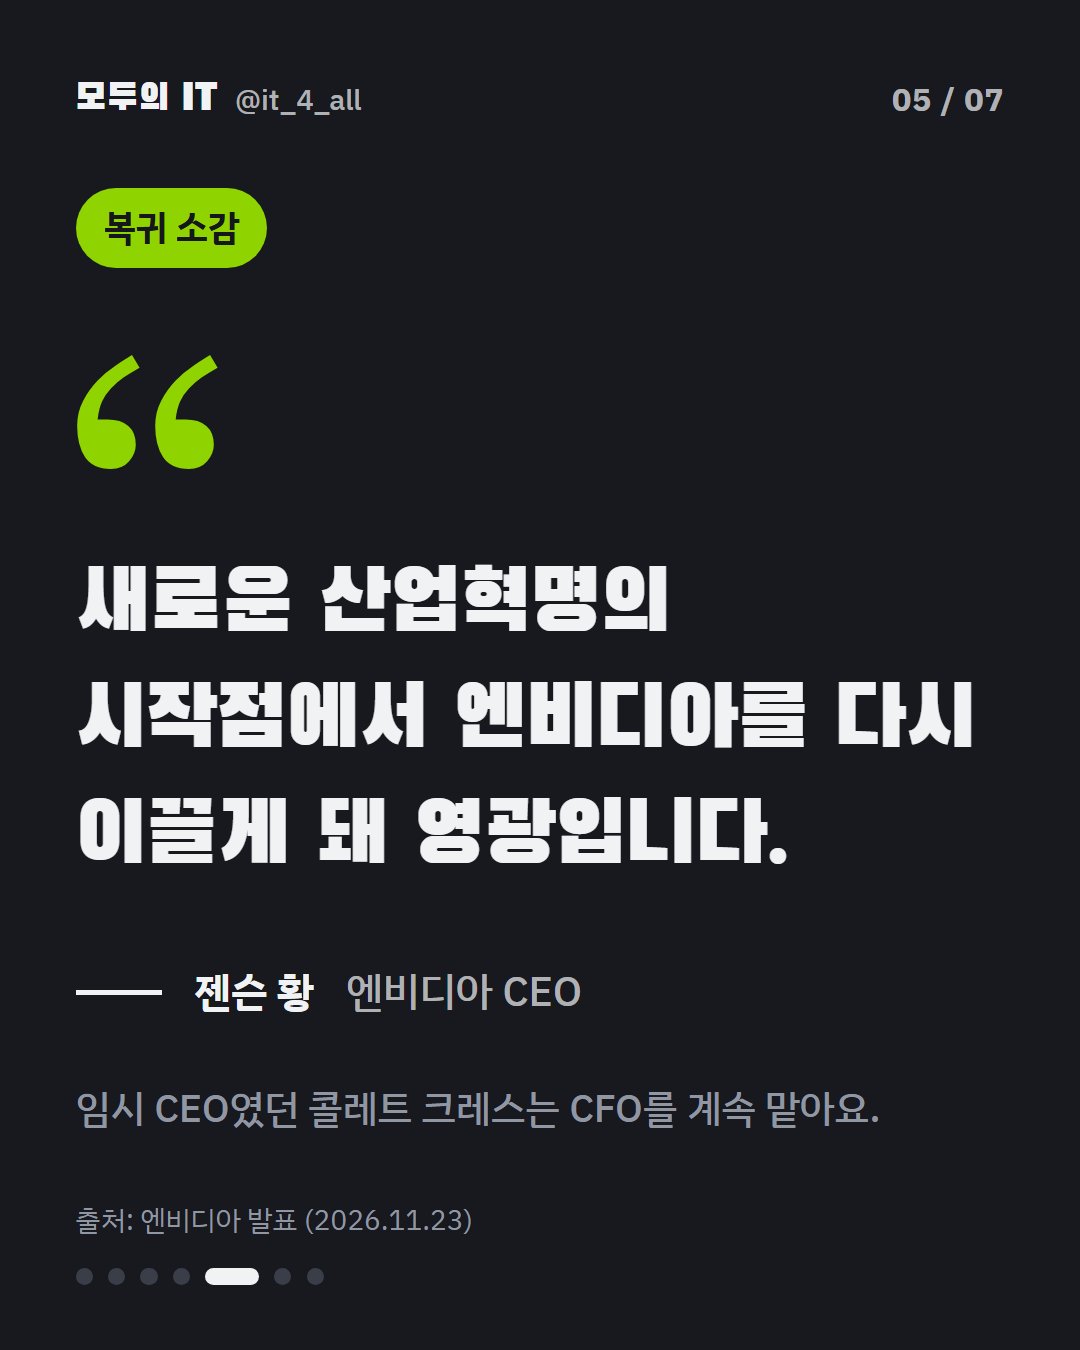 모두의 IT @it_4_all
05 / 07
복귀 소감
“
새로운 산업혁명의
시작점에서 엔비디아를 다시
이끌게 돼 영광입니다.
젠슨 황 엔비디아 CEO
임시 CEO였던 콜레트 크레스는 CFO를 계속 맡아요.
출처: 엔비디아 발표 (2026.11.23)